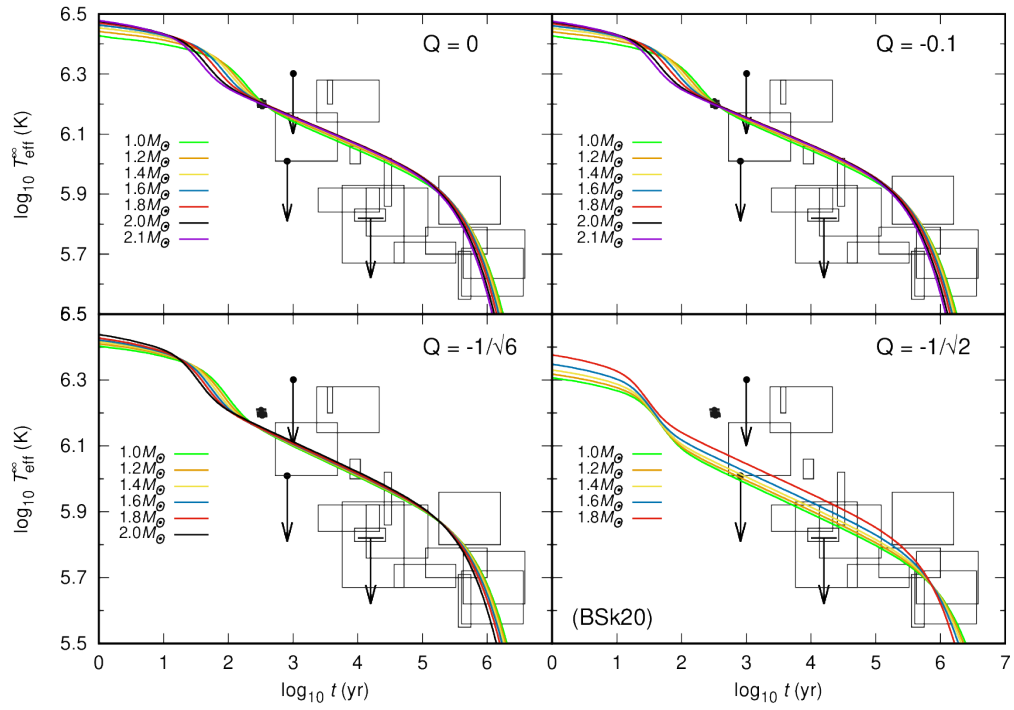 6.5
6.3
6.1
5.9
5.7
6.5
log₁₀ T∞eff (K)
Q = 0
1.0M⊙
1.2M⊙
1.4M⊙
1.6M⊙
1.8M⊙
2.0M⊙
2.1M⊙
Q = -0.1
1.0M⊙
1.2M⊙
1.4M⊙
1.6M⊙
1.8M⊙
2.0M⊙
2.1M⊙
6.3
6.1
5.9
5.7
5.5
log₁₀ T∞eff (K)
Q = -1/√6
1.0M⊙
1.2M⊙
1.4M⊙
1.6M⊙
1.8M⊙
2.0M⊙
0 1 2 3 4 5 6
log₁₀ t (yr)
Q = -1/√2
1.0M⊙
1.2M⊙
1.4M⊙
1.6M⊙
1.8M⊙
(BSk20)
0 1 2 3 4 5 6 7
log₁₀ t (yr)